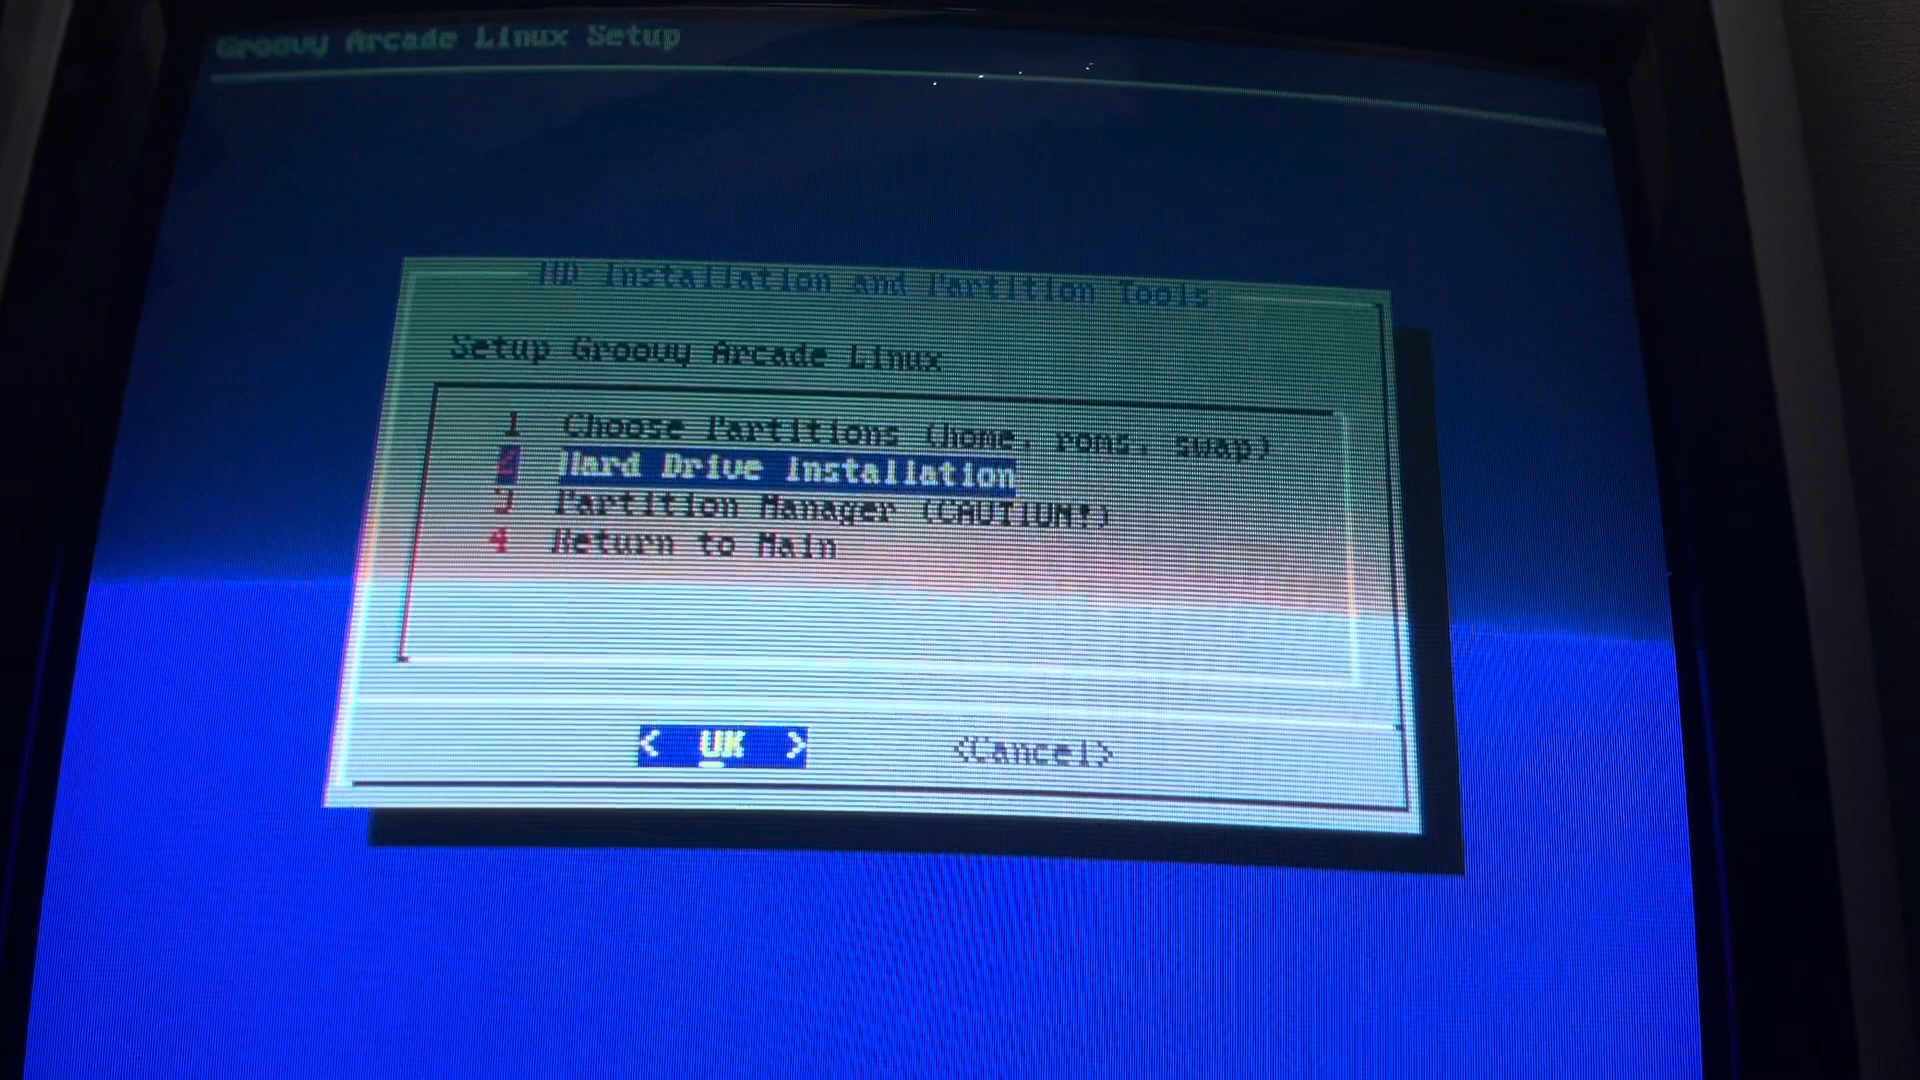 Groovy Arcade Linux Setup
HD Installation and Partition Tools
Setup Groovy Arcade Linux
1 Choose Partitions (home, roms, swap)
2 Hard Drive Installation
3 Partition Manager (CAUTION!)
4 Return to Main
< OK > <Cancel>